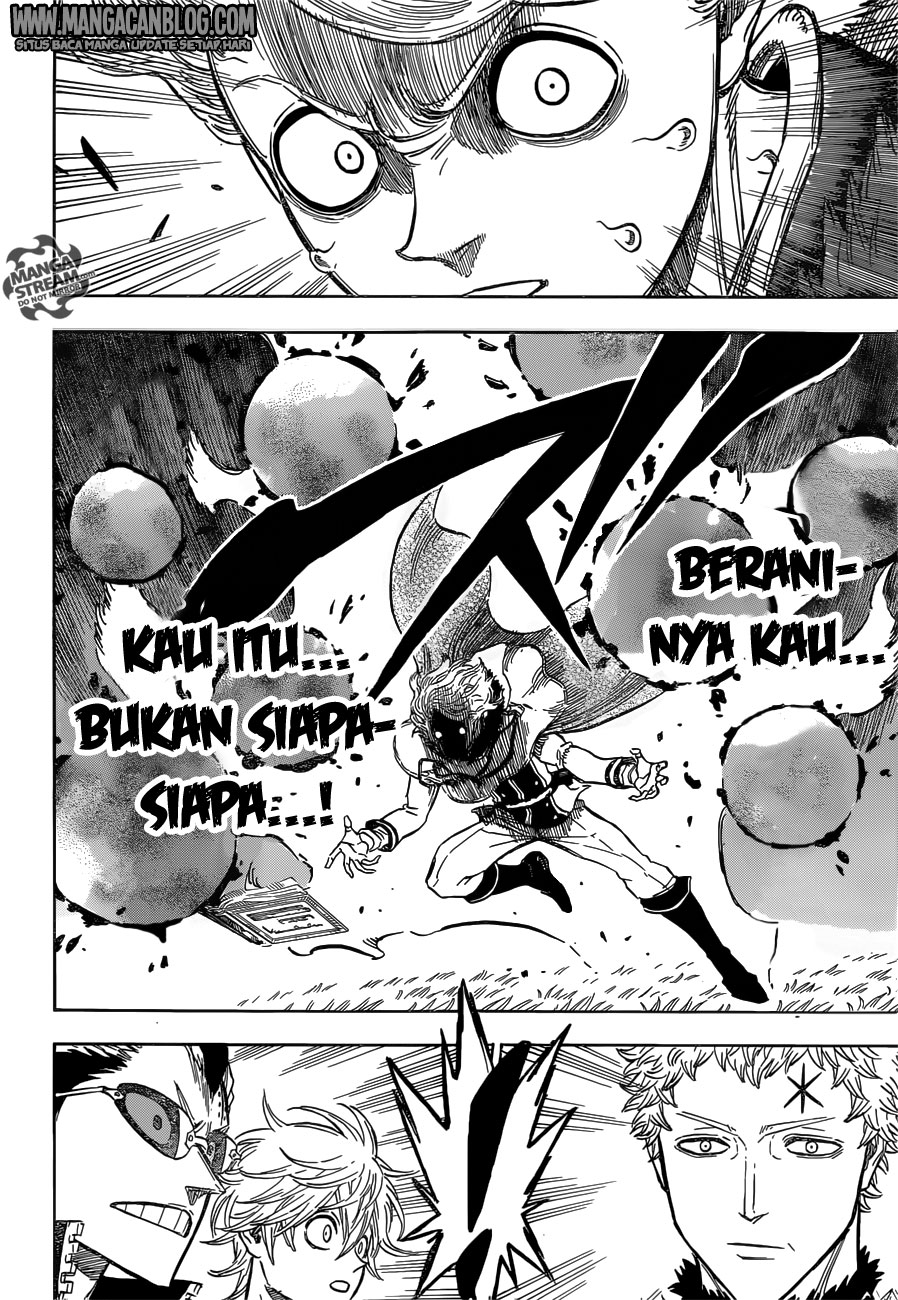 WWW.MANGACANBLOG.COM
SITUS BACA MANGA UPDATE SETIAP HARI
MANGA
STREAM.com
DO NOT MIRROR
BERANI-
NYA KAU...
KAU ITU...
BUKAN SIAPA-
SIAPA...!